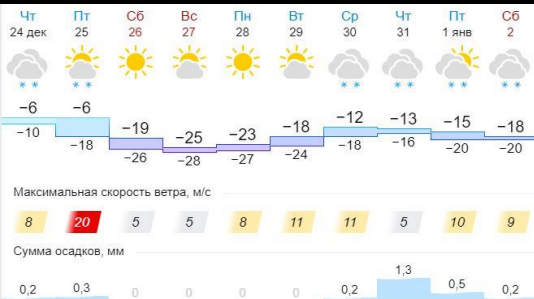 Чт Пт Сб Вс Пн Вт Ср Чт Пт Сб
24 дек 25 26 27 28 29 30 31 1 янв 2
−6 −6 −19 −25 −23 −18 −12 −13 −15 −18
−10 −18 −26 −28 −27 −24 −18 −16 −20 −20
Максимальная скорость ветра, м/с
8 20 5 5 8 11 11 5 10 9
Сумма осадков, мм
0,2 0,3 0 0 0 0 0,2 1,3 0,5 0,2